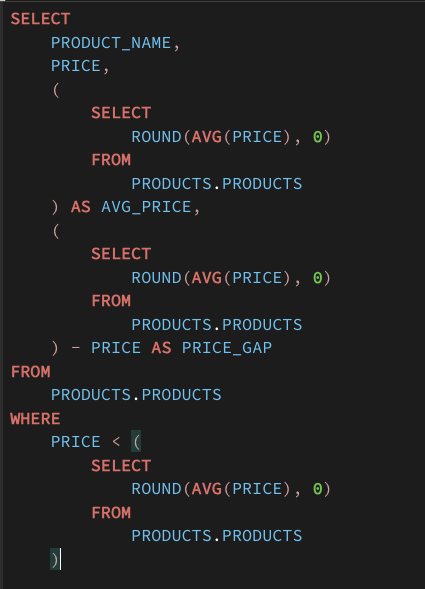 SELECT
    PRODUCT_NAME,
    PRICE,
    (
        SELECT
            ROUND(AVG(PRICE), 0)
        FROM
            PRODUCTS.PRODUCTS
    ) AS AVG_PRICE,
    (
        SELECT
            ROUND(AVG(PRICE), 0)
        FROM
            PRODUCTS.PRODUCTS
    ) - PRICE AS PRICE_GAP
FROM
    PRODUCTS.PRODUCTS
WHERE
    PRICE < (
        SELECT
            ROUND(AVG(PRICE), 0)
        FROM
            PRODUCTS.PRODUCTS
    )